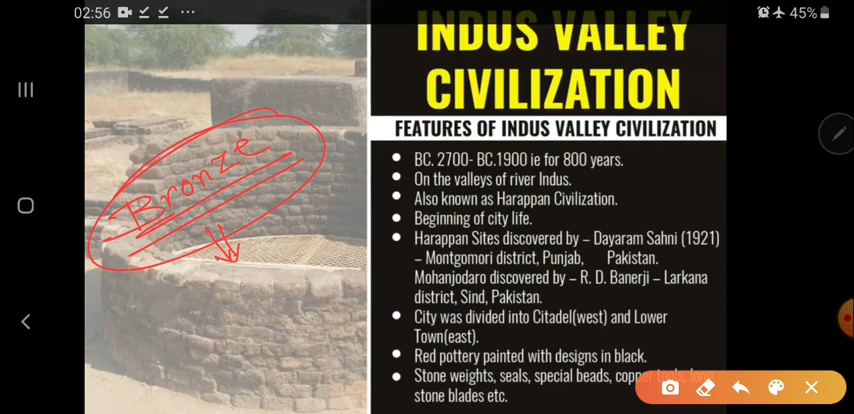 02:56
45%
INDUS VALLEY
CIVILIZATION
FEATURES OF INDUS VALLEY CIVILIZATION
Bronze
• BC. 2700- BC.1900 ie for 800 years.
• On the valleys of river Indus.
• Also known as Harappan Civilization.
• Beginning of city life.
• Harappan Sites discovered by – Dayaram Sahni (1921)
– Montgomori district, Punjab, Pakistan.
Mohanjodaro discovered by – R. D. Banerji – Larkana
district, Sind, Pakistan.
• City was divided into Citadel(west) and Lower
Town(east).
• Red pottery painted with designs in black.
• Stone weights, seals, special beads, copper tools, long
stone blades etc.